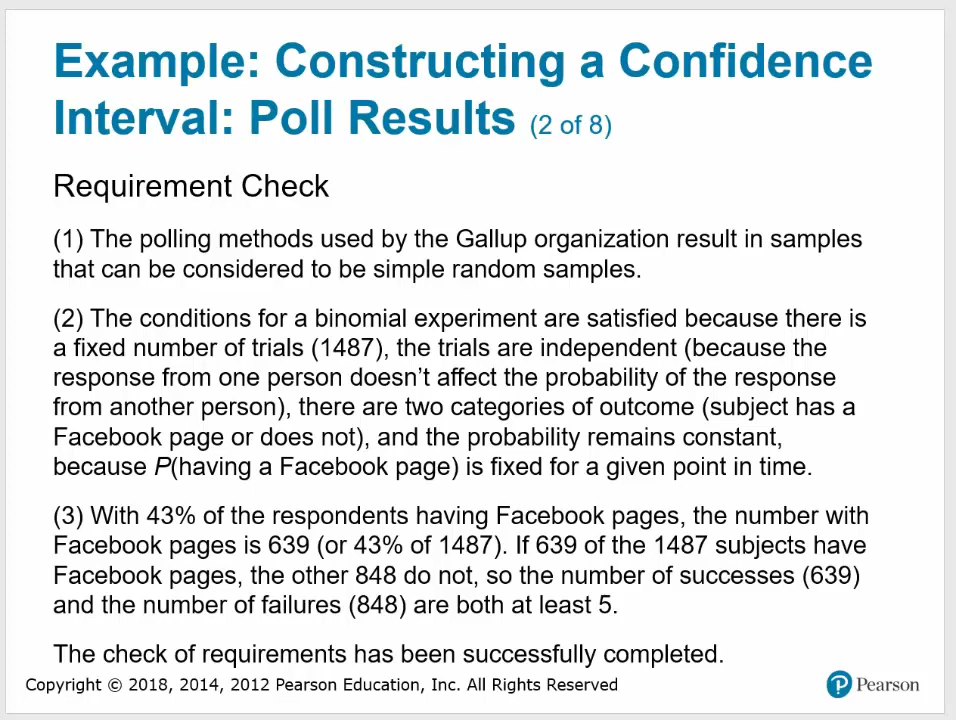 Example: Constructing a Confidence
Interval: Poll Results (2 of 8)
Requirement Check
(1) The polling methods used by the Gallup organization result in samples
that can be considered to be simple random samples.
(2) The conditions for a binomial experiment are satisfied because there is
a fixed number of trials (1487), the trials are independent (because the
response from one person doesn’t affect the probability of the response
from another person), there are two categories of outcome (subject has a
Facebook page or does not), and the probability remains constant,
because P(having a Facebook page) is fixed for a given point in time.
(3) With 43% of the respondents having Facebook pages, the number with
Facebook pages is 639 (or 43% of 1487). If 639 of the 1487 subjects have
Facebook pages, the other 848 do not, so the number of successes (639)
and the number of failures (848) are both at least 5.
The check of requirements has been successfully completed.
Copyright © 2018, 2014, 2012 Pearson Education, Inc. All Rights Reserved
P Pearson